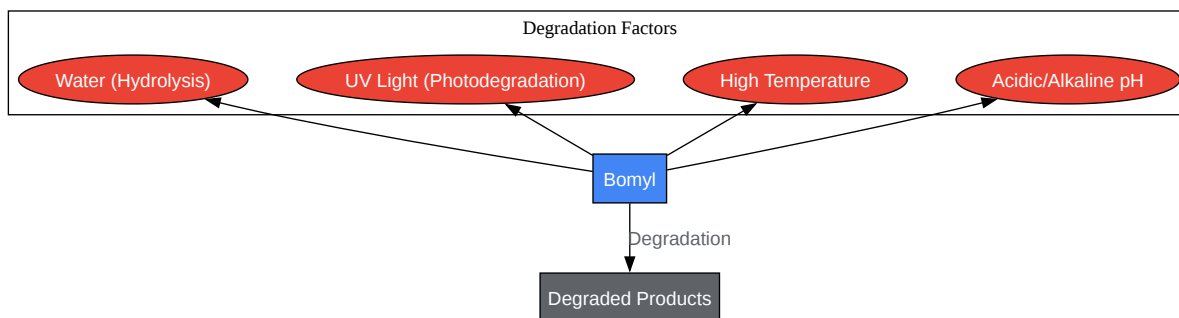 Degradation Factors
Water (Hydrolysis)
UV Light (Photodegradation)
High Temperature
Acidic/Alkaline pH
Bomyl
Degradation
Degraded Products